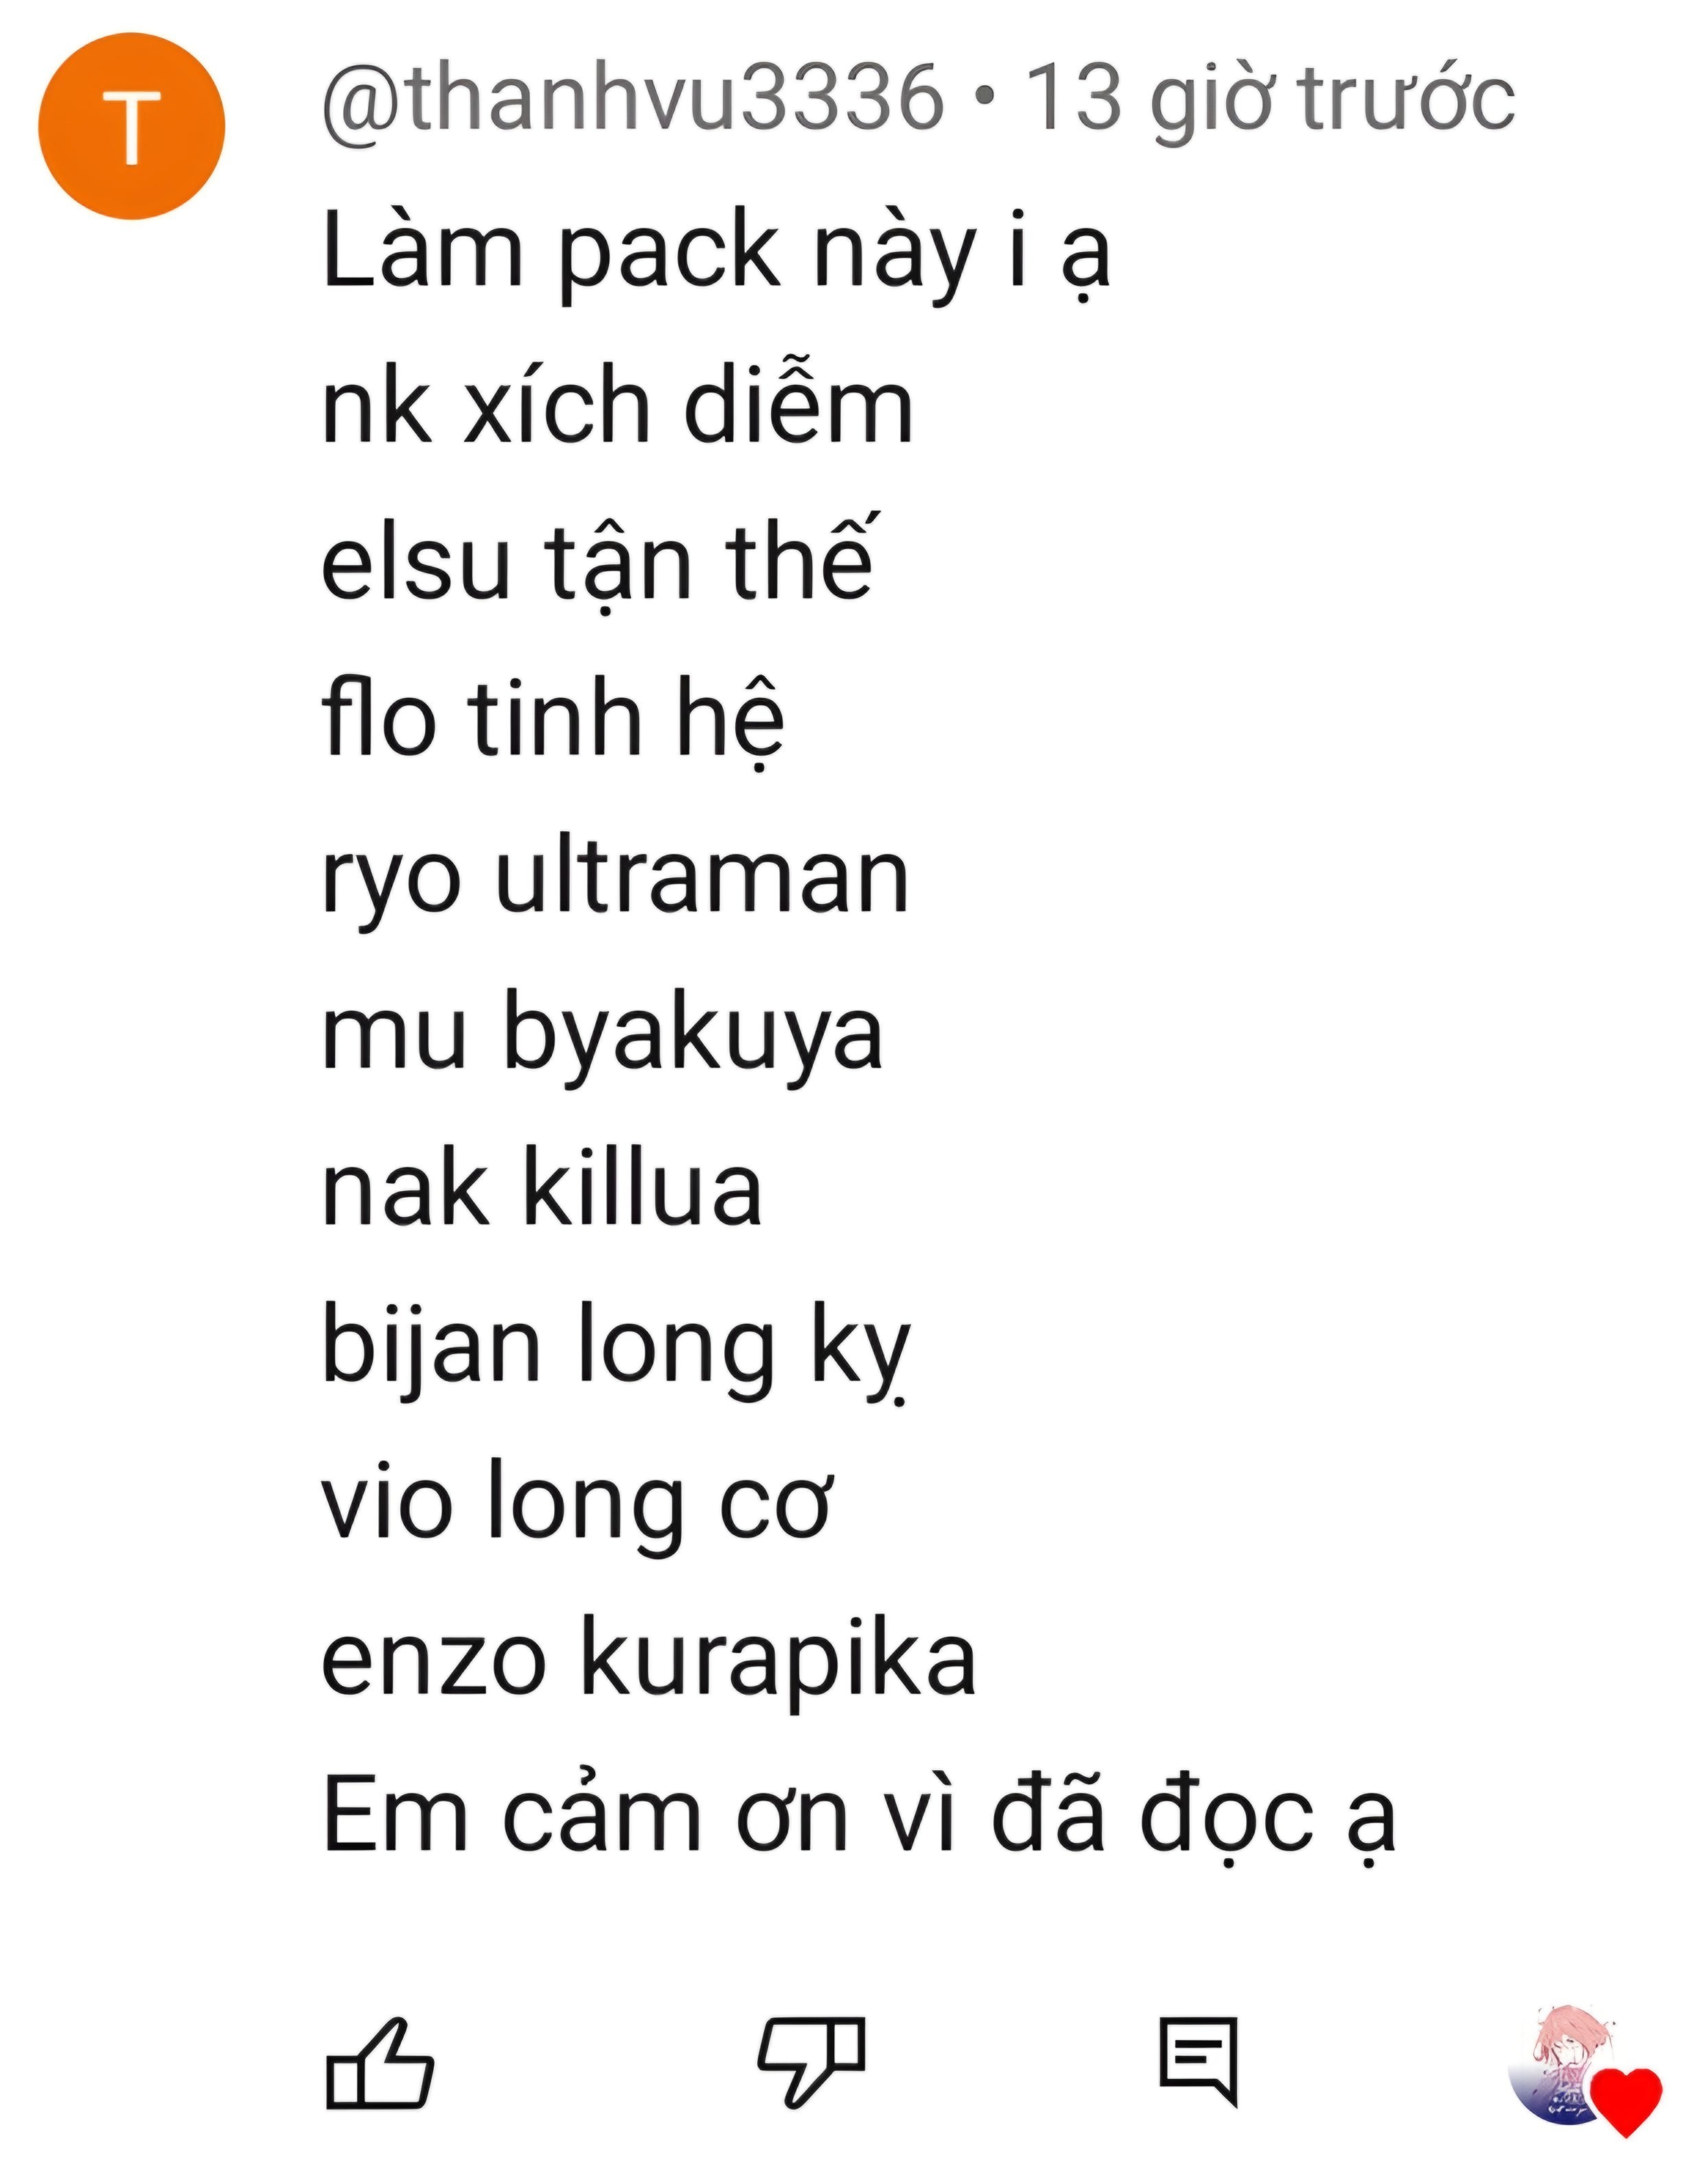 T
@thanhvu3336 • 13 giờ trước
Làm pack này i ạ
nk xích diễm
elsu tận thế
flo tinh hệ
ryo ultraman
mu byakuya
nak killua
bijan long kỵ
vio long cơ
enzo kurapika
Em cảm ơn vì đã đọc ạ